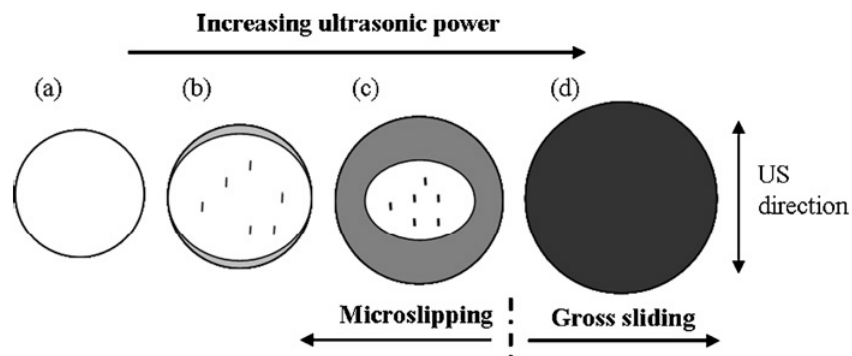 Increasing ultrasonic power
(a)
(b)
(c)
(d)
US
direction
Microslipping
Gross sliding